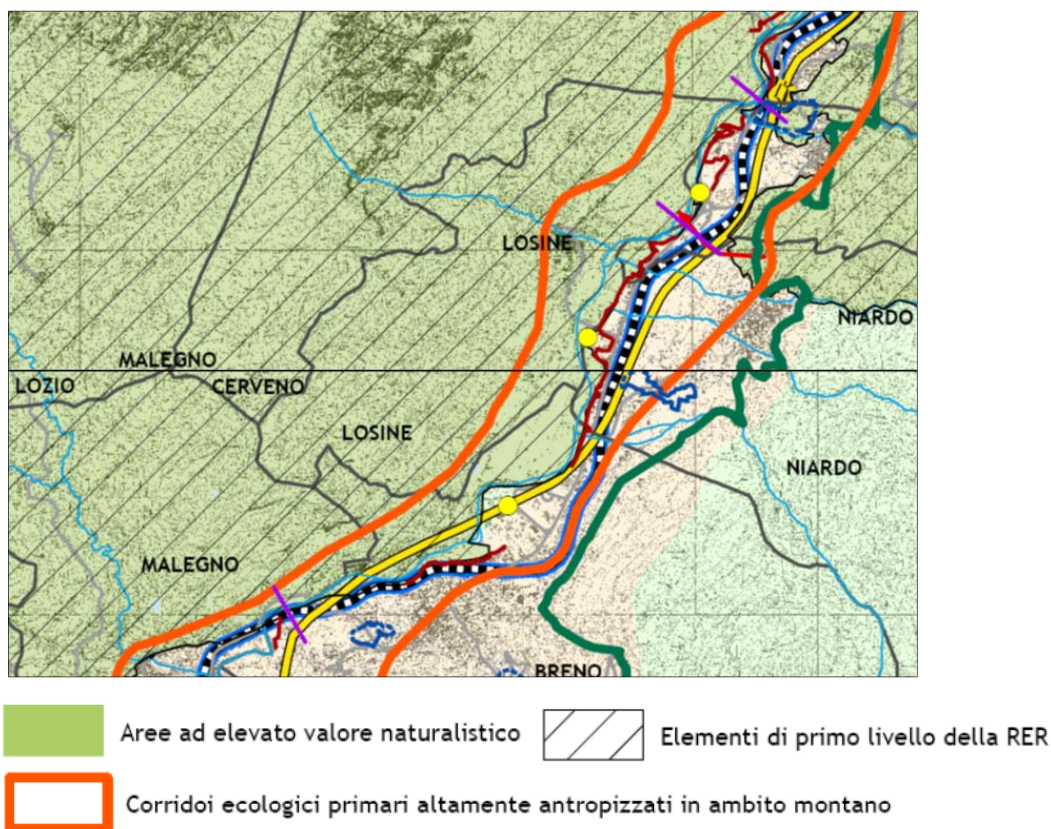 LOSINE
NIARDO
MALEGNO
LOZIO
CERVENO
LOSINE
NIARDO
MALEGNO
BRENO
Aree ad elevato valore naturalistico
Elementi di primo livello della RER
Corridoi ecologici primari altamente antropizzati in ambito montano